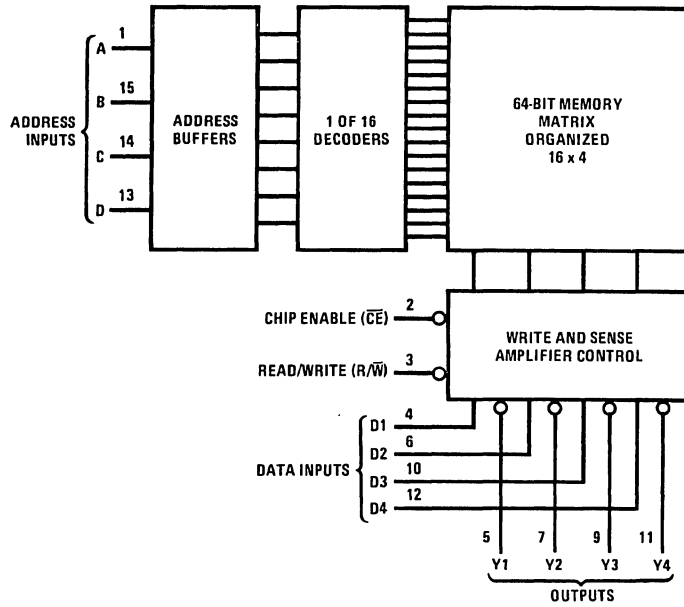 ADDRESS
INPUTS
A 1
B 15
C 14
D 13
ADDRESS
BUFFERS
1 OF 16
DECODERS
64-BIT MEMORY
MATRIX
ORGANIZED
16 x 4
CHIP ENABLE (C̅E̅) 2
READ/WRITE (R/W̅) 3
WRITE AND SENSE
AMPLIFIER CONTROL
DATA INPUTS
D1 4
D2 6
D3 10
D4 12
5 7 9 11
Y1 Y2 Y3 Y4
OUTPUTS